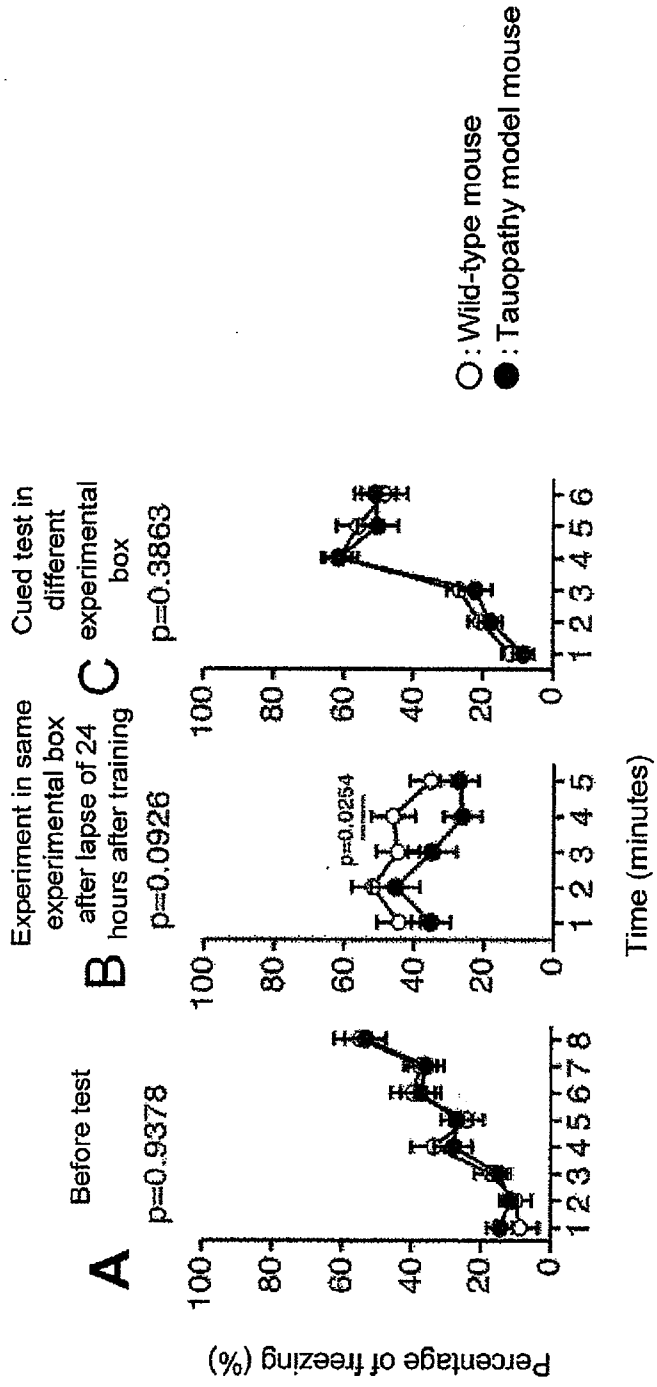 A
Before test
p=0.9378
B
Experiment in same
experimental box
after lapse of 24
hours after training
p=0.0926
C
Cued test in
different
experimental
box
p=0.3863
Percentage of freezing (%)
100
80
60
40
20
0
1 2 3 4 5 6 7 8
100
80
60
40
20
0
p=0.0254
1 2 3 4 5
100
80
60
40
20
0
1 2 3 4 5 6
Time (minutes)
○: Wild-type mouse
●: Tauopathy model mouse